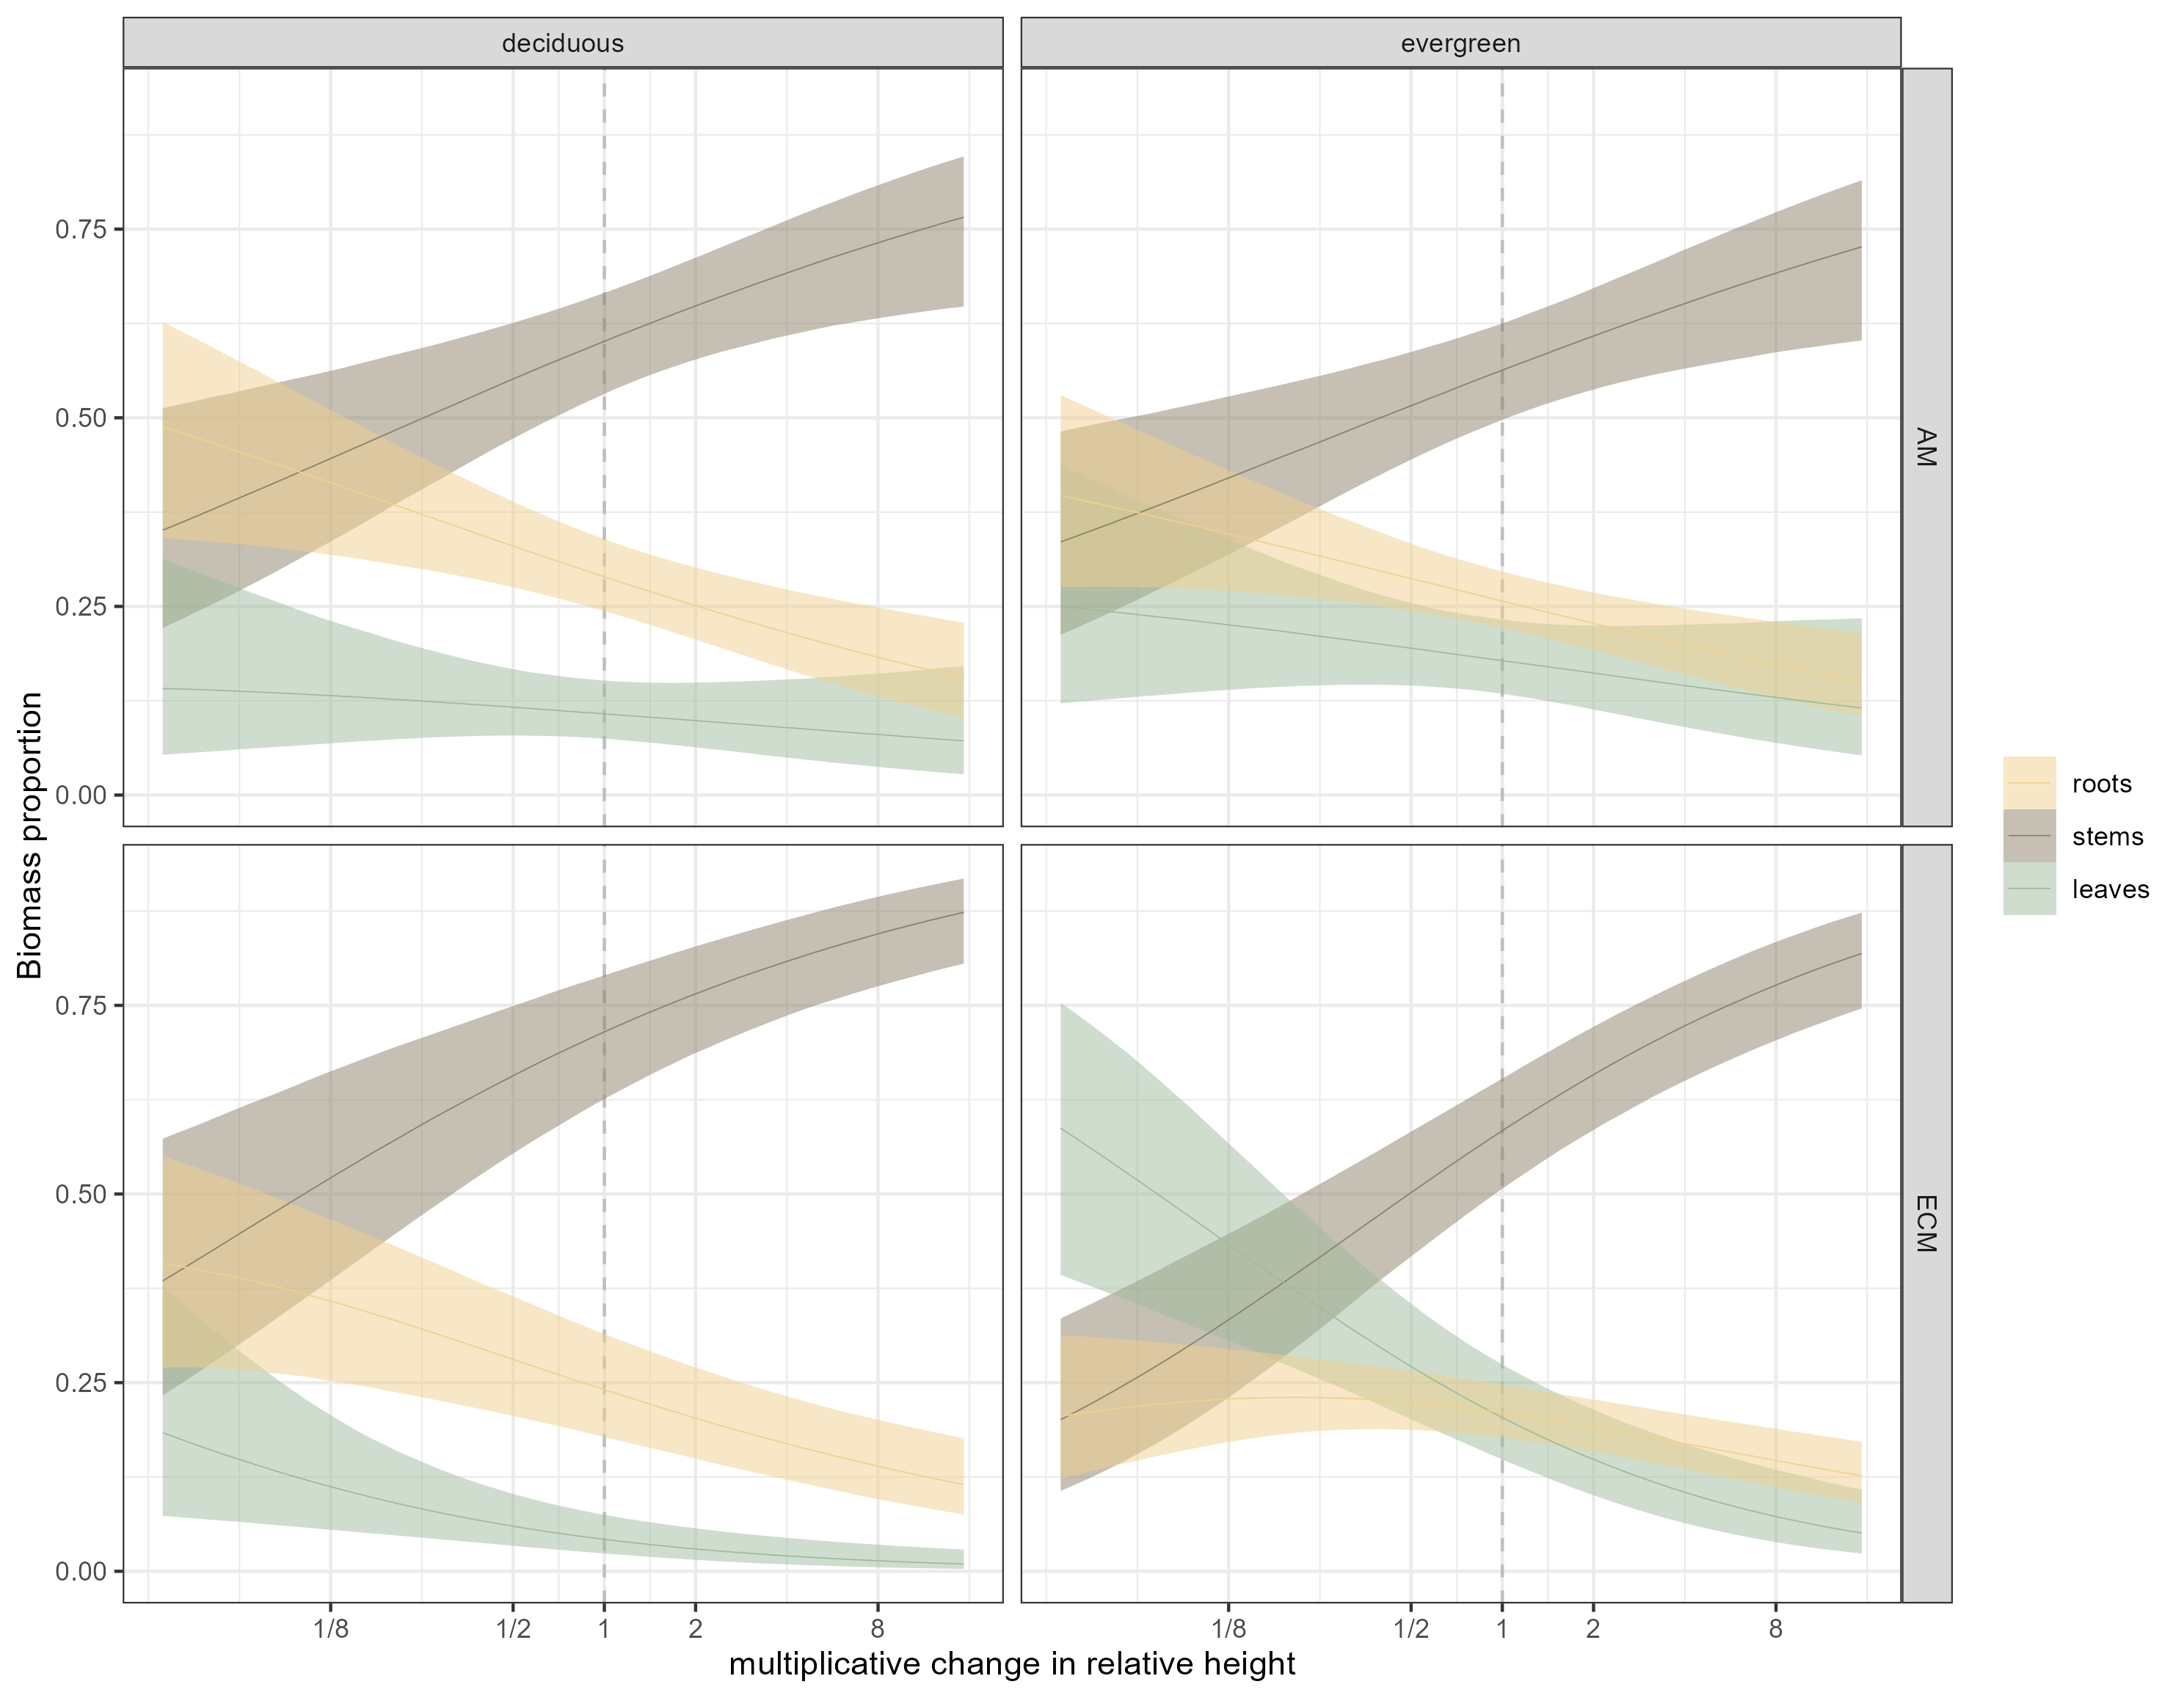 deciduous
evergreen
AM
ECM
Biomass proportion
0.75
0.50
0.25
0.00
0.75
0.50
0.25
0.00
1/8 1/2 1 2 8
1/8 1/2 1 2 8
multiplicative change in relative height
roots
stems
leaves